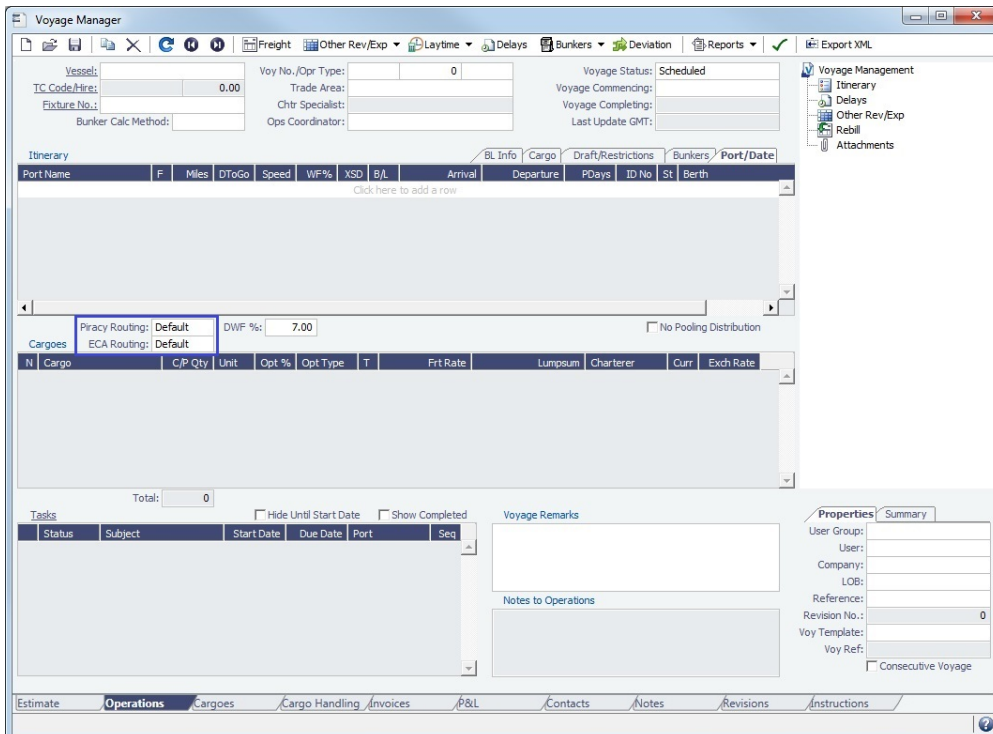 Voyage Manager
Freight Other Rev/Exp Laytime Delays Bunkers Deviation Reports Export XML
Vessel: Voy No./Opr Type: 0 Voyage Status: Scheduled
TC Code/Hire: 0.00 Trade Area: Voyage Commencing:
Fixture No.: Chtr Specialist: Voyage Completing:
Bunker Calc Method: Ops Coordinator: Last Update GMT:
Voyage Management
Itinerary
Delays
Other Rev/Exp
Rebill
Attachments
Itinerary BL Info Cargo Draft/Restrictions Bunkers Port/Date
Port Name F Miles DToGo Speed WF% XSD B/L Arrival Departure PDays ID No St Berth
Click here to add a row
Piracy Routing: Default DWF %: 7.00 No Pooling Distribution
Cargoes ECA Routing: Default
N Cargo C/P Qty Unit Opt % Opt Type T Frt Rate Lumpsum Charterer Curr Exch Rate
Total: 0
Tasks Hide Until Start Date Show Completed
Status Subject Start Date Due Date Port Seq
Voyage Remarks
Notes to Operations
Properties Summary
User Group:
User:
Company:
LOB:
Reference:
Revision No.: 0
Voy Template:
Voy Ref:
Consecutive Voyage
Estimate Operations Cargoes Cargo Handling Invoices P&L Contacts Notes Revisions Instructions